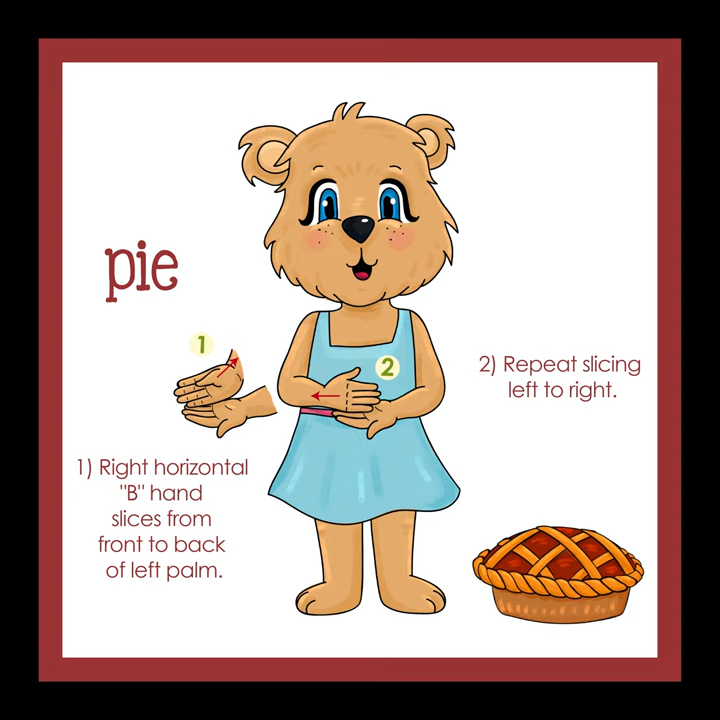 pie
1
1) Right horizontal
"B" hand
slices from
front to back
of left palm.
2
2) Repeat slicing
left to right.